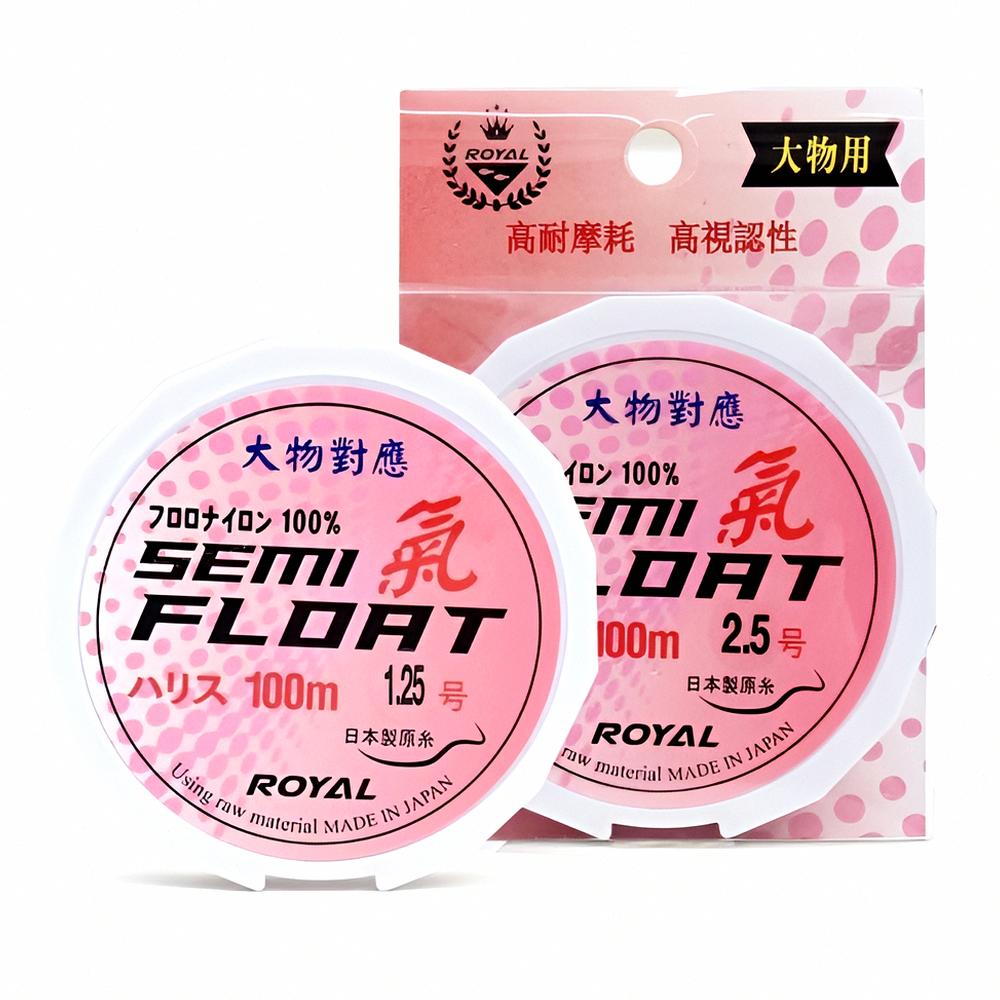 ROYAL
大物用
高耐摩耗 高視認性
大物對應
フロロナイロン 100%
SEMI 氣
FLOAT
ハリス 100m 1.25 号
日本製原糸
ROYAL
Using raw material MADE IN JAPAN
大物對應
イロン 100%
EMI 氣
LOAT
100m 2.5 号
日本製原糸
ROYAL
raw material MADE IN JAPAN